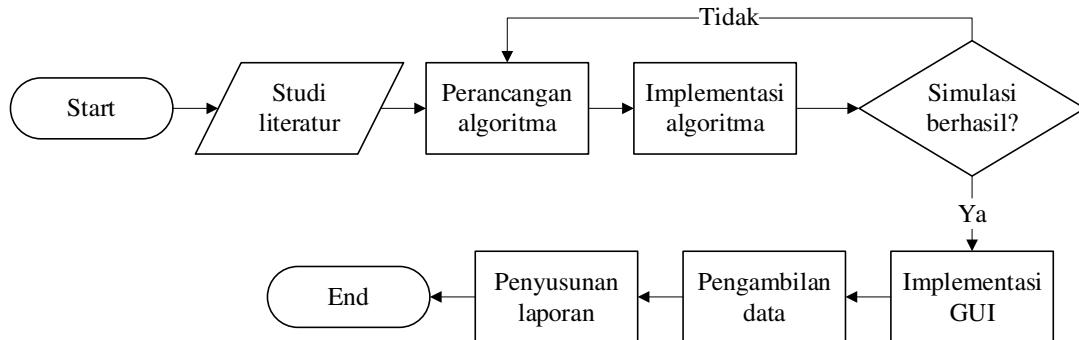 Tidak
Start
Studi
literatur
Perancangan
algoritma
Implementasi
algoritma
Simulasi
berhasil?
Ya
Implementasi
GUI
Pengambilan
data
Penyusunan
laporan
End